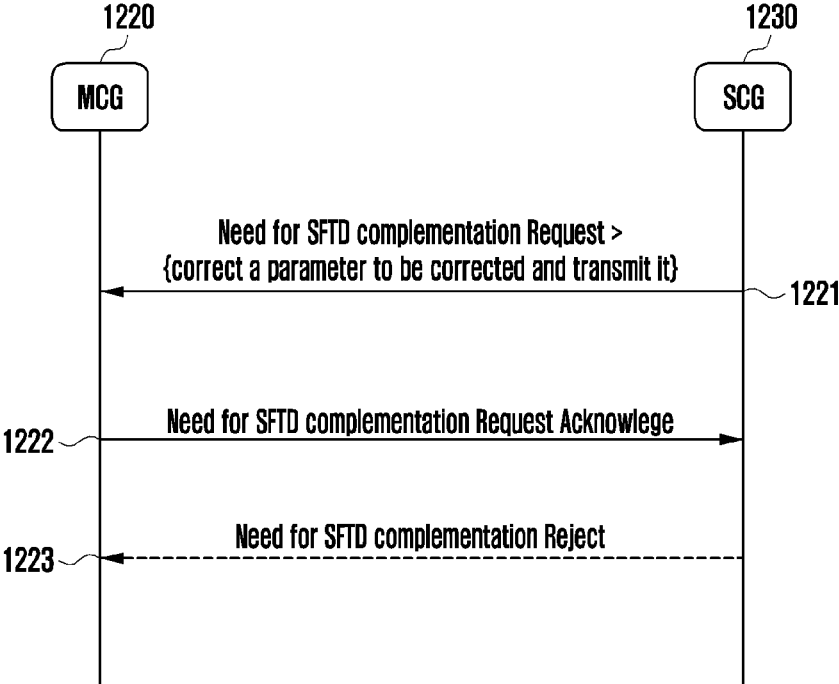 1220
1230
MCG
SCG
Need for SFTD complementation Request >
{correct a parameter to be corrected and transmit it}
1221
Need for SFTD complementation Request Acknowlege
1222
Need for SFTD complementation Reject
1223